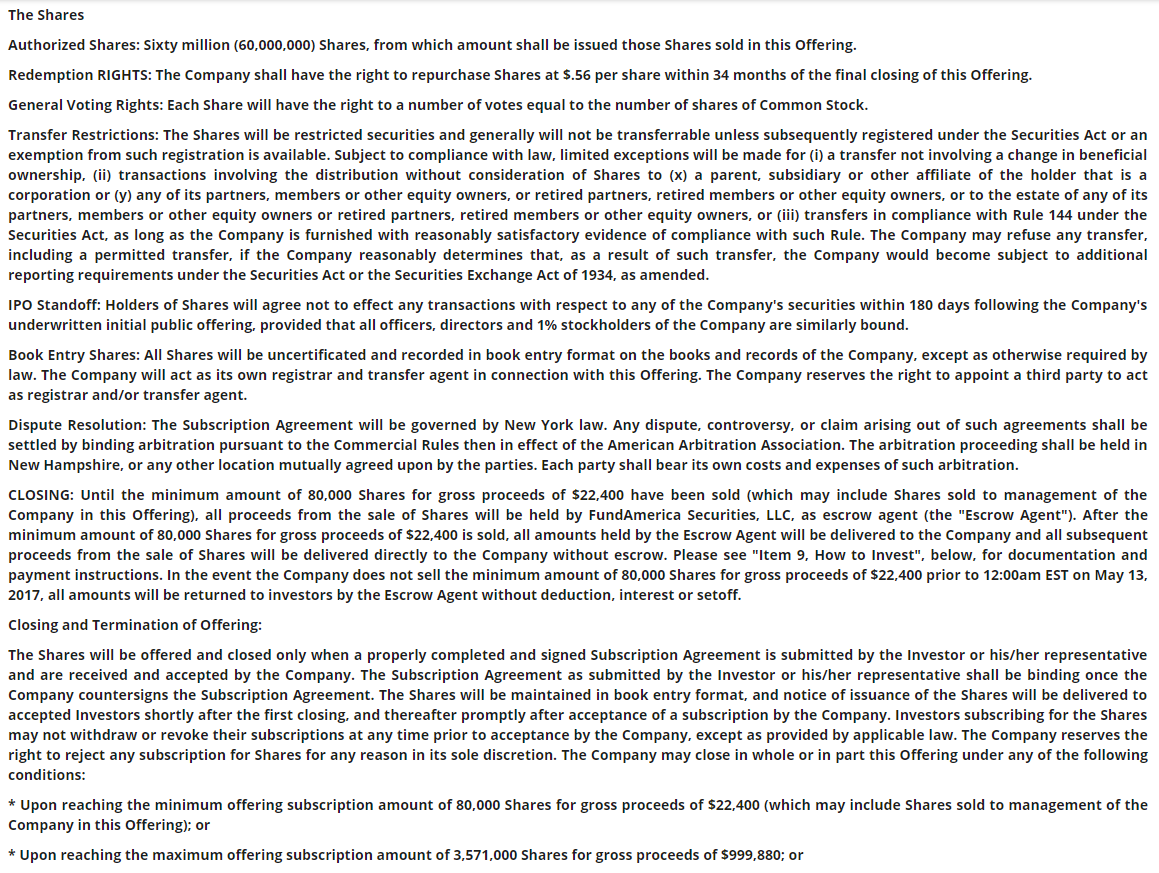 The Shares
Authorized Shares: Sixty million (60,000,000) Shares, from which amount shall be issued those Shares sold in this Offering.
Redemption RIGHTS: The Company shall have the right to repurchase Shares at $.56 per share within 34 months of the final closing of this Offering.
General Voting Rights: Each Share will have the right to a number of votes equal to the number of shares of Common Stock.
Transfer Restrictions: The Shares will be restricted securities and generally will not be transferrable unless subsequently registered under the Securities Act or an
exemption from such registration is available. Subject to compliance with law, limited exceptions will be made for (i) a transfer not involving a change in beneficial
ownership, (ii) transactions involving the distribution without consideration of Shares to (x) a parent, subsidiary or other affiliate of the holder that is a
corporation or (y) any of its partners, members or other equity owners, or retired partners, retired members or other equity owners, or to the estate of any of its
partners, members or other equity owners or retired partners, retired members or other equity owners, or (iii) transfers in compliance with Rule 144 under the
Securities Act, as long as the Company is furnished with reasonably satisfactory evidence of compliance with such Rule. The Company may refuse any transfer,
including a permitted transfer, if the Company reasonably determines that, as a result of such transfer, the Company would become subject to additional
reporting requirements under the Securities Act or the Securities Exchange Act of 1934, as amended.
IPO Standoff: Holders of Shares will agree not to effect any transactions with respect to any of the Company's securities within 180 days following the Company's
underwritten initial public offering, provided that all officers, directors and 1% stockholders of the Company are similarly bound.
Book Entry Shares: All Shares will be uncertificated and recorded in book entry format on the books and records of the Company, except as otherwise required by
law. The Company will act as its own registrar and transfer agent in connection with this Offering. The Company reserves the right to appoint a third party to act
as registrar and/or transfer agent.
Dispute Resolution: The Subscription Agreement will be governed by New York law. Any dispute, controversy, or claim arising out of such agreements shall be
settled by binding arbitration pursuant to the Commercial Rules then in effect of the American Arbitration Association. The arbitration proceeding shall be held in
New Hampshire, or any other location mutually agreed upon by the parties. Each party shall bear its own costs and expenses of such arbitration.
CLOSING: Until the minimum amount of 80,000 Shares for gross proceeds of $22,400 have been sold (which may include Shares sold to management of the
Company in this Offering), all proceeds from the sale of Shares will be held by FundAmerica Securities, LLC, as escrow agent (the "Escrow Agent"). After the
minimum amount of 80,000 Shares for gross proceeds of $22,400 is sold, all amounts held by the Escrow Agent will be delivered to the Company and all subsequent
proceeds from the sale of Shares will be delivered directly to the Company without escrow. Please see "Item 9, How to Invest", below, for documentation and
payment instructions. In the event the Company does not sell the minimum amount of 80,000 Shares for gross proceeds of $22,400 prior to 12:00am EST on May 13,
2017, all amounts will be returned to investors by the Escrow Agent without deduction, interest or setoff.
Closing and Termination of Offering:
The Shares will be offered and closed only when a properly completed and signed Subscription Agreement is submitted by the Investor or his/her representative
and are received and accepted by the Company. The Subscription Agreement as submitted by the Investor or his/her representative shall be binding once the
Company countersigns the Subscription Agreement. The Shares will be maintained in book entry format, and notice of issuance of the Shares will be delivered to
accepted Investors shortly after the first closing, and thereafter promptly after acceptance of a subscription by the Company. Investors subscribing for the Shares
may not withdraw or revoke their subscriptions at any time prior to acceptance by the Company, except as provided by applicable law. The Company reserves the
right to reject any subscription for Shares for any reason in its sole discretion. The Company may close in whole or in part this Offering under any of the following
conditions:
* Upon reaching the minimum offering subscription amount of 80,000 Shares for gross proceeds of $22,400 (which may include Shares sold to management of the
Company in this Offering); or
* Upon reaching the maximum offering subscription amount of 3,571,000 Shares for gross proceeds of $999,880; or